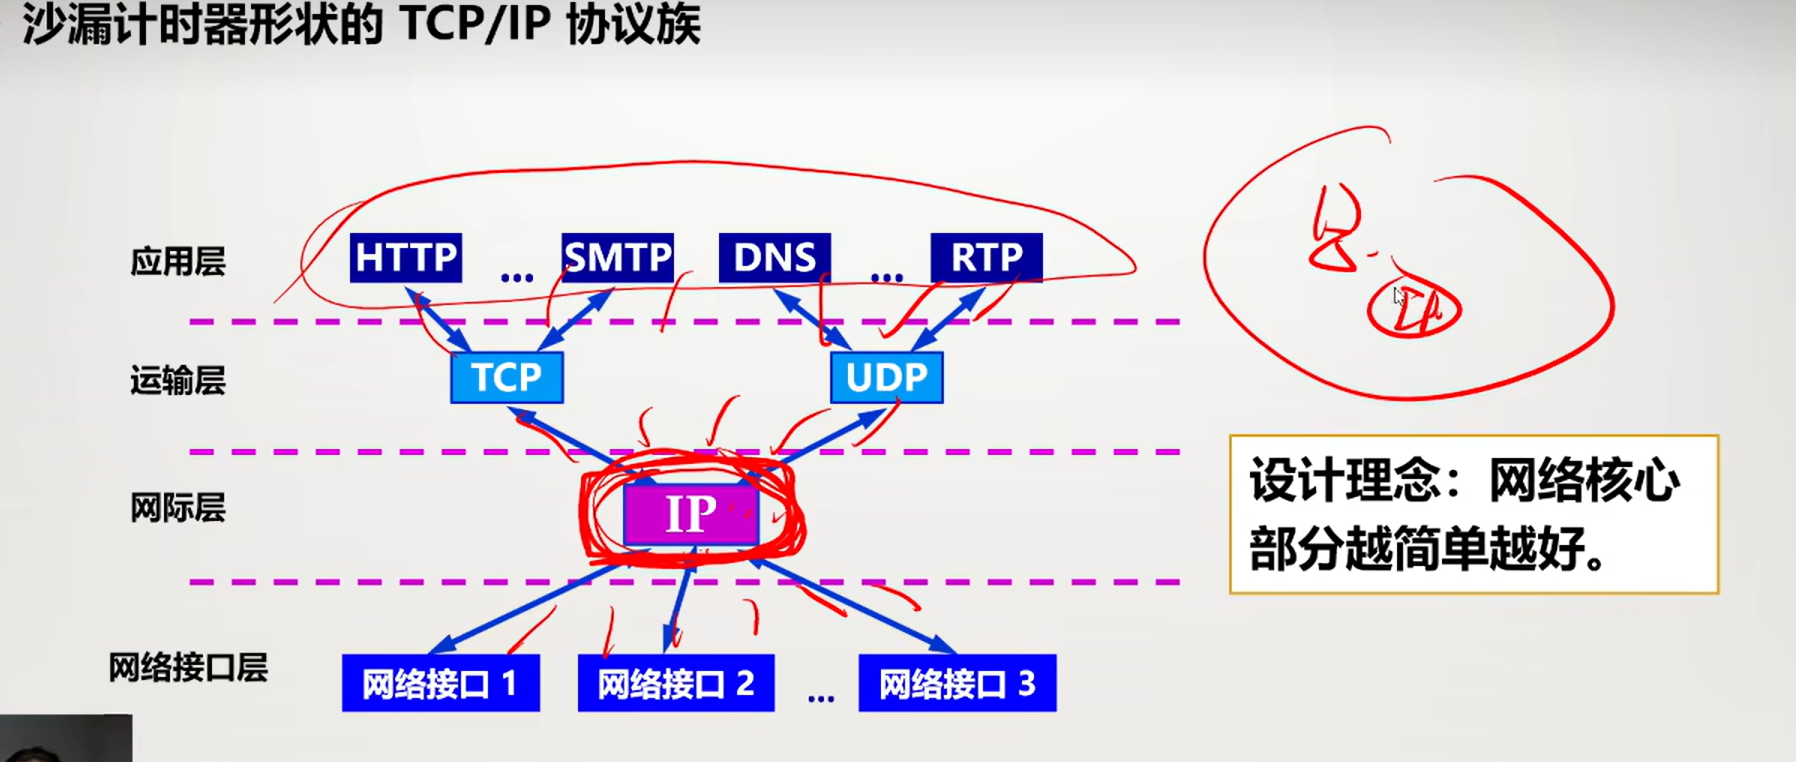 沙漏计时器形状的 TCP/IP 协议族
应用层
HTTP
...
SMTP
DNS
...
RTP
运输层
TCP
UDP
网际层
IP
设计理念：网络核心
部分越简单越好。
网络接口层
网络接口 1
网络接口 2
...
网络接口 3